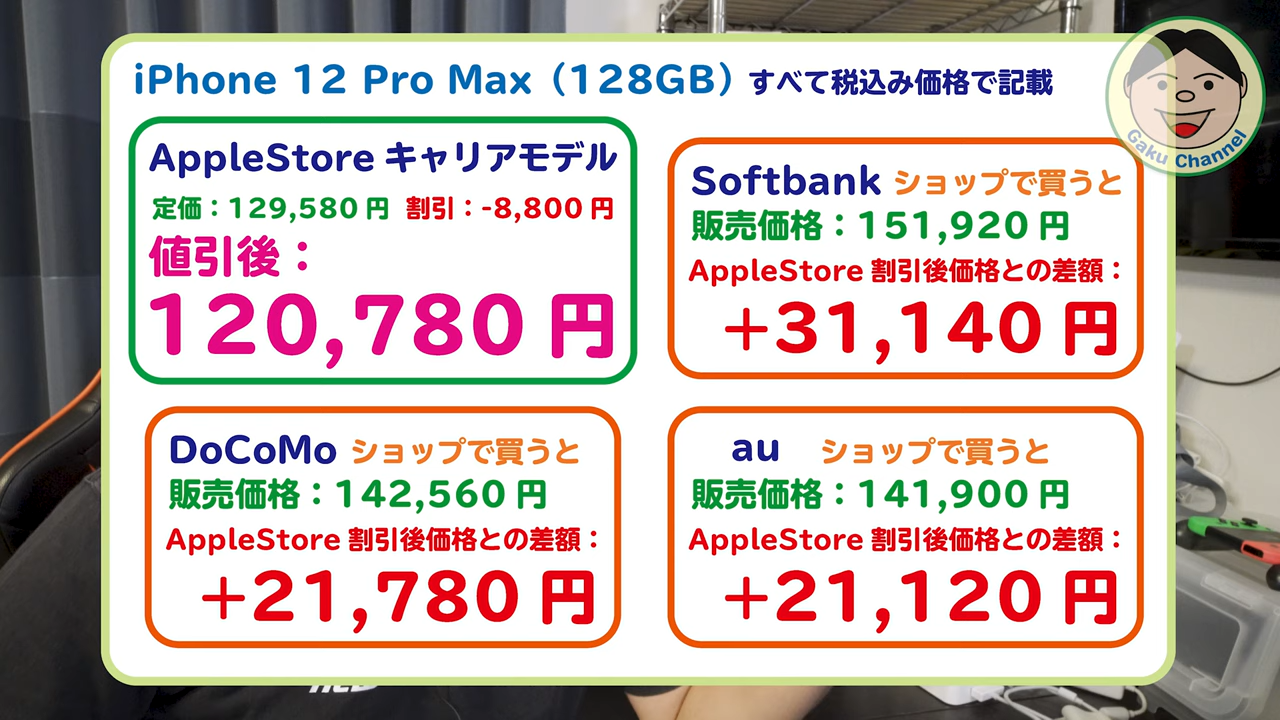 iPhone 12 Pro Max（128GB）すべて税込み価格で記載
AppleStore キャリアモデル
定価：129,580 円 割引：-8,800 円
値引後：
120,780 円
Softbank ショップで買うと
販売価格：151,920 円
AppleStore 割引後価格との差額：
+31,140 円
DoCoMo ショップで買うと
販売価格：142,560 円
AppleStore 割引後価格との差額：
+21,780 円
au ショップで買うと
販売価格：141,900 円
AppleStore 割引後価格との差額：
+21,120 円
Gaku Channel